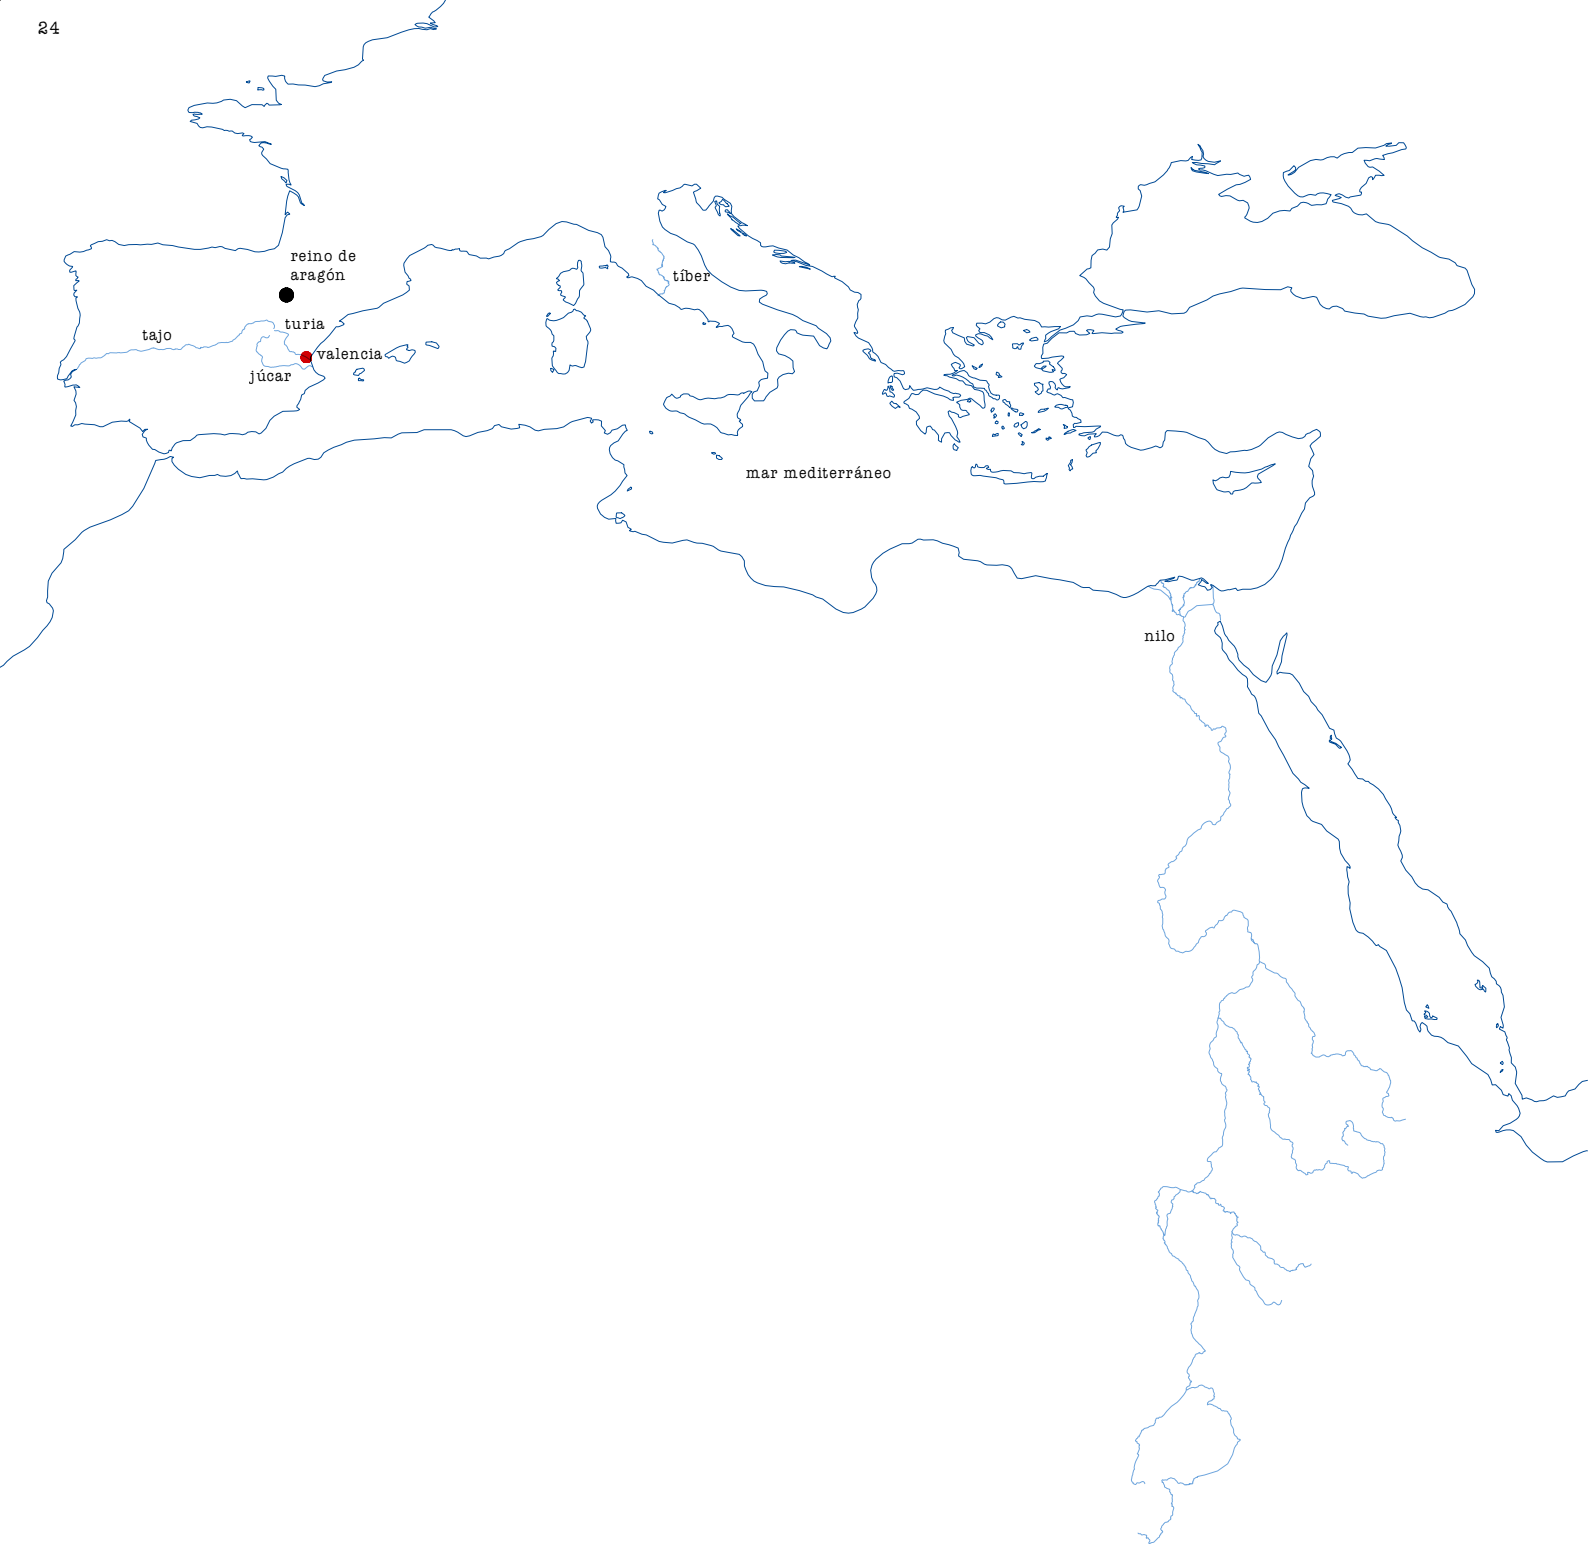 24
reino de
aragón
tíber
turia
tajo
valencia
júcar
mar mediterráneo
nilo